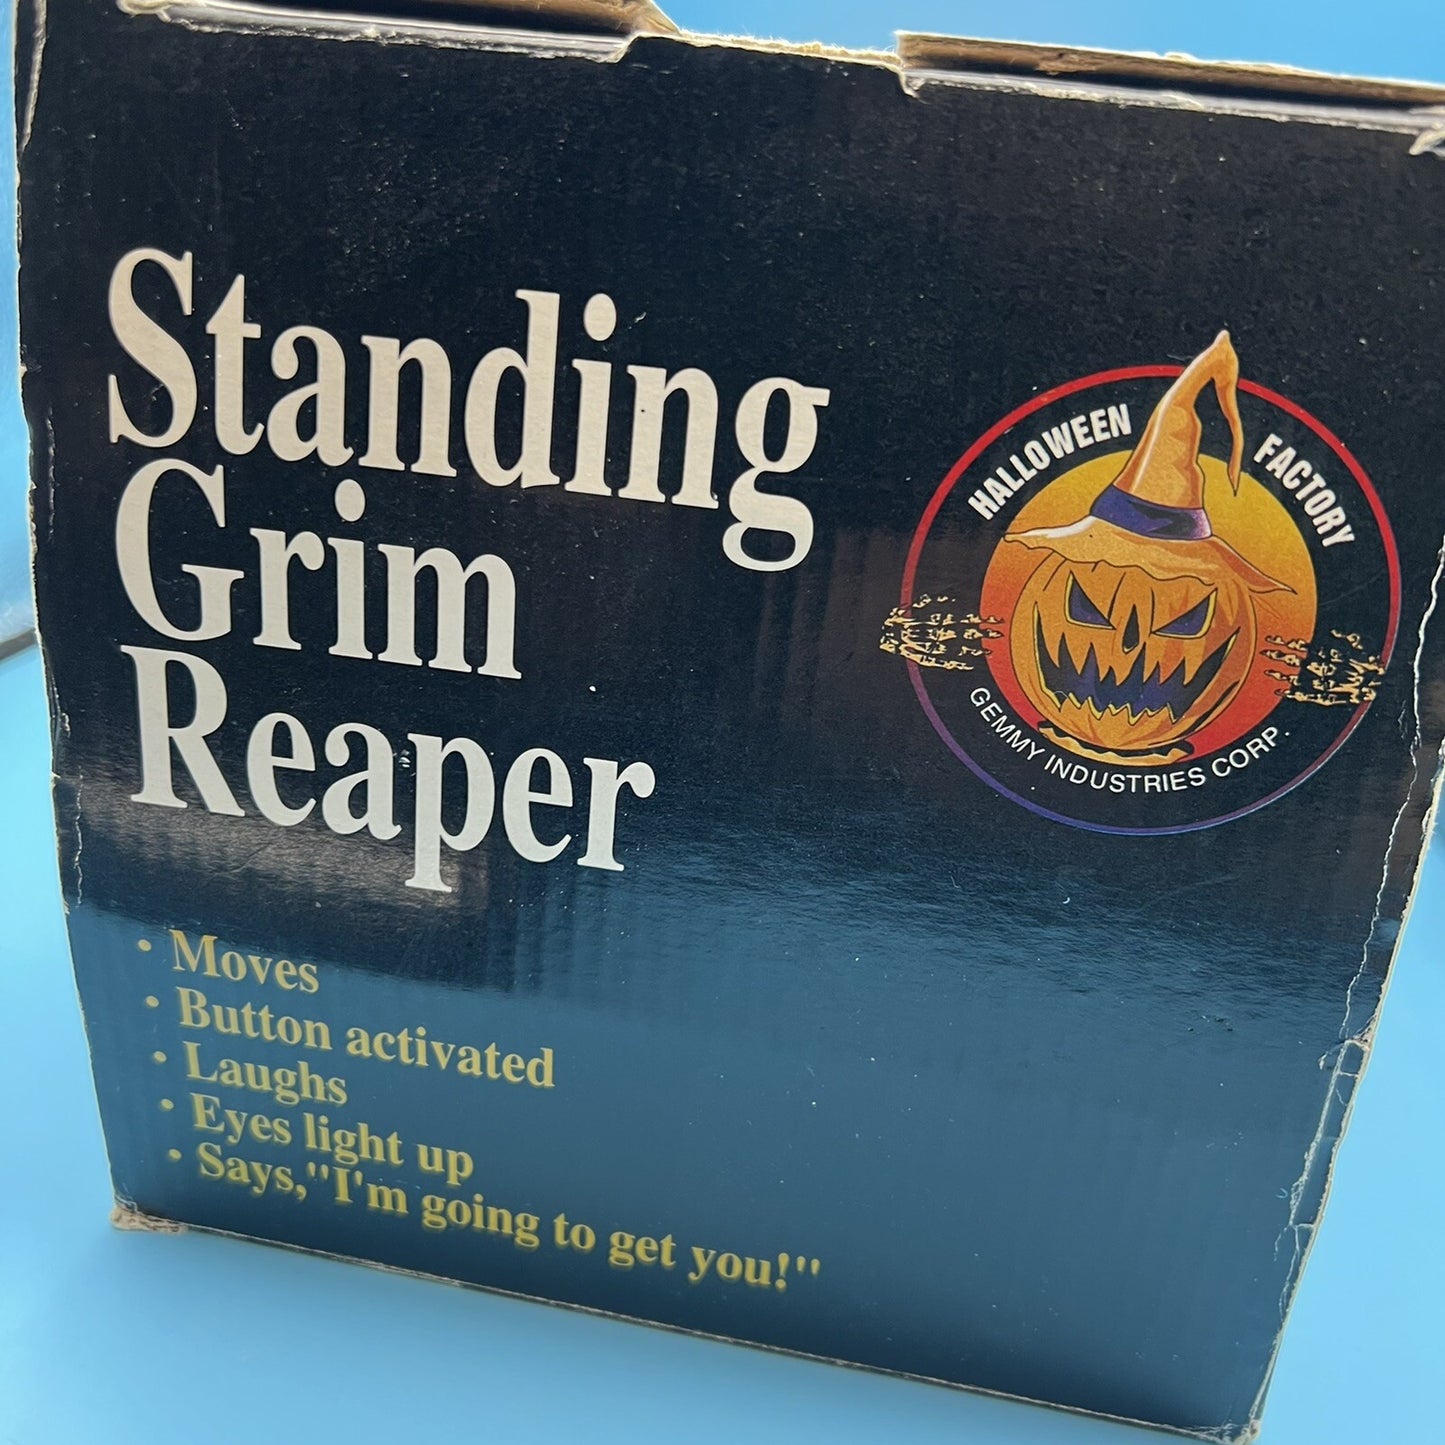 Standing
Grim
Reaper
HALLOWEEN FACTORY
GEMMY INDUSTRIES CORP.
• Moves
• Button activated
• Laughs
• Eyes light up
• Says,"I'm going to get you!"